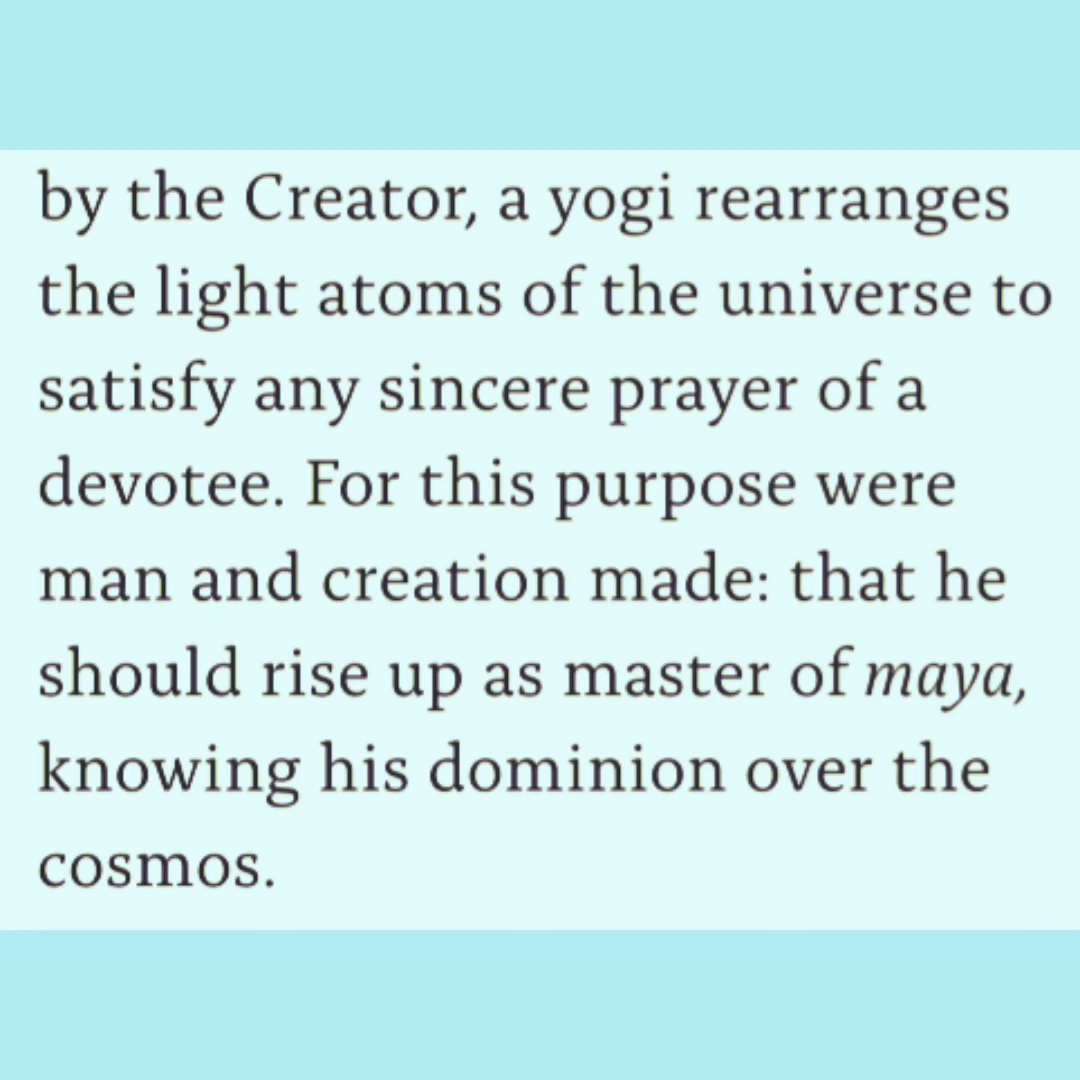 by the Creator, a yogi rearranges
the light atoms of the universe to
satisfy any sincere prayer of a
devotee. For this purpose were
man and creation made: that he
should rise up as master of maya,
knowing his dominion over the
cosmos.